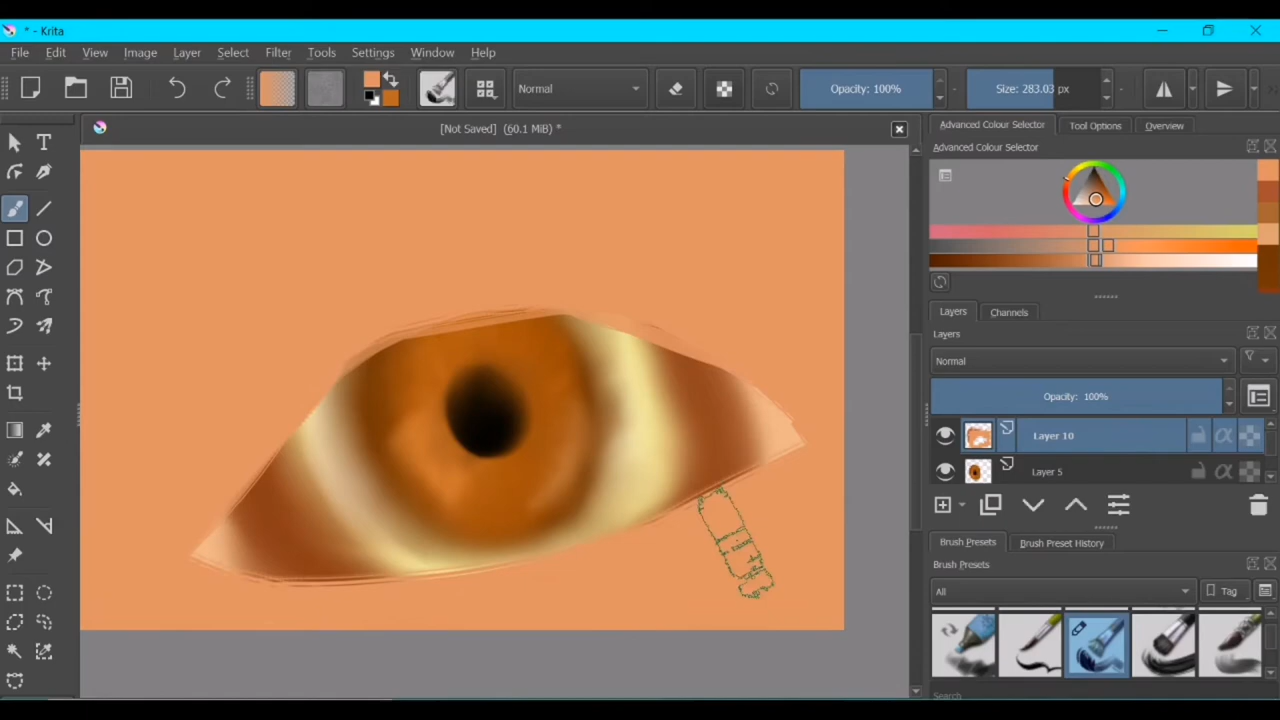 * - Krita
File Edit View Image Layer Select Filter Tools Settings Window Help
Normal
Opacity: 100%
Size: 283.03 px
[Not Saved] (60.1 MiB) *
Advanced Colour Selector
Tool Options
Overview
Advanced Colour Selector
Layers
Channels
Layers
Normal
Opacity: 100%
Layer 10
Layer 5
Brush Presets
Brush Preset History
Brush Presets
All
Tag
Search